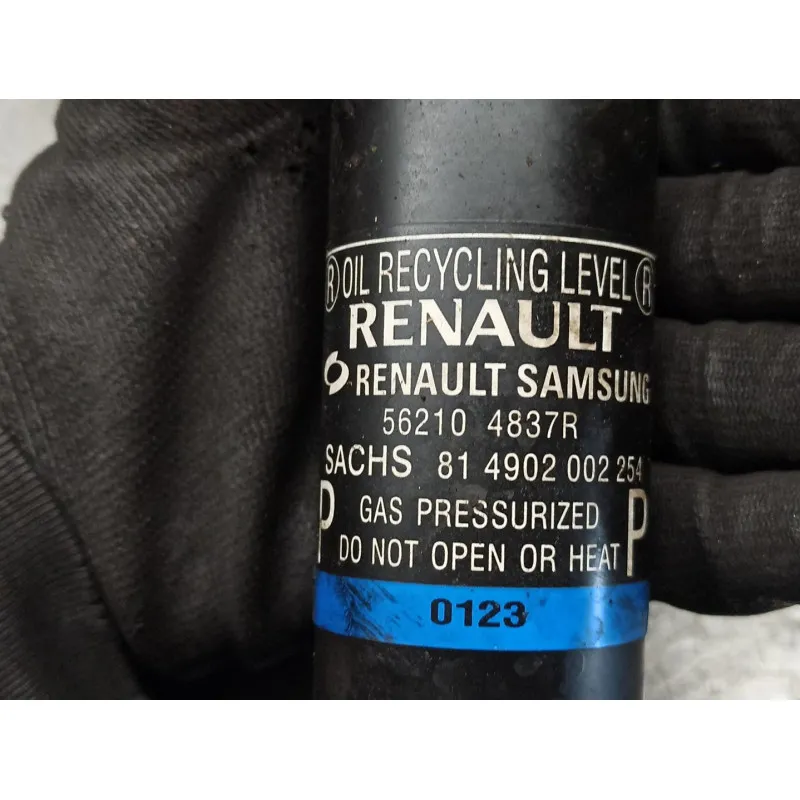 Ⓡ OIL RECYCLING LEVEL Ⓡ
RENAULT
RENAULT SAMSUNG
56210 4837R
SACHS 81 4902 002 254
P GAS PRESSURIZED P
DO NOT OPEN OR HEAT
0123